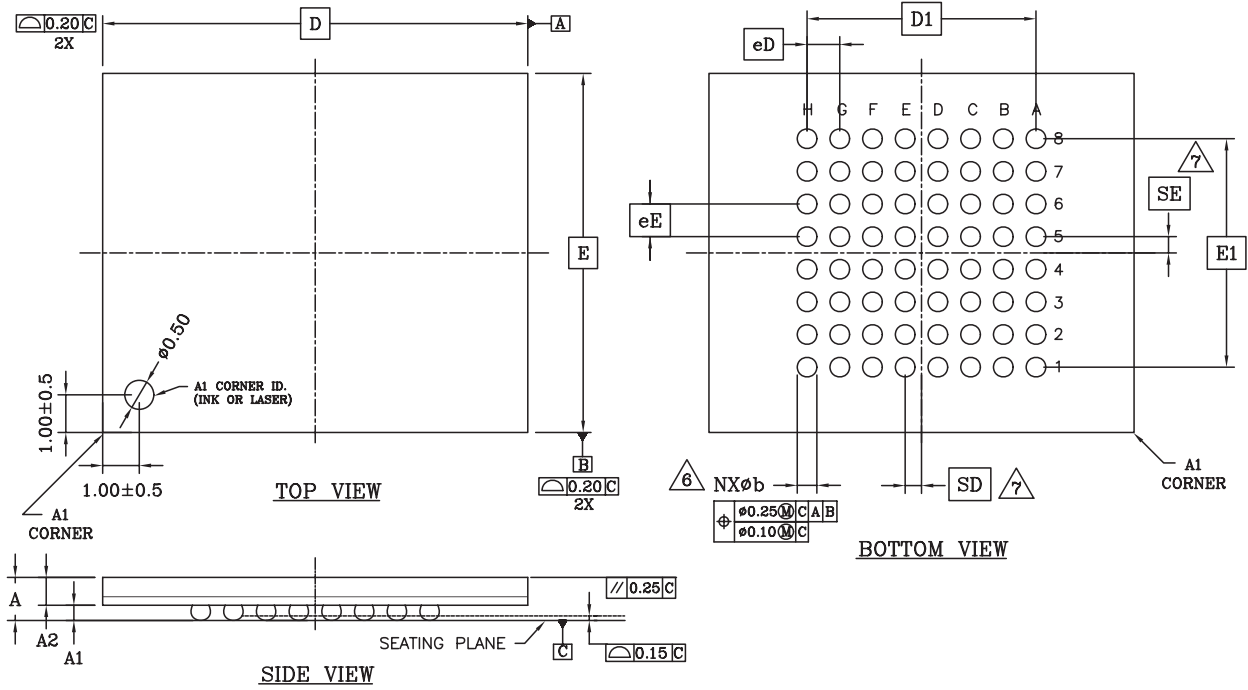 ⌓ 0.20 C
2X
D
A
E
ø0.50
A1 CORNER ID.
(INK OR LASER)
1.00±0.5
1.00±0.5
A1
CORNER
TOP VIEW
B
⌓ 0.20 C
2X
D1
eD
H G F E D C B A
8
7
6
5
4
3
2
1
7
SE
eE
E1
6 NXøb
⌖ ø0.25Ⓜ C A B
ø0.10Ⓜ C
SD 7
A1
CORNER
BOTTOM VIEW
A
A2
A1
// 0.25 C
SEATING PLANE
C
⌓ 0.15 C
SIDE VIEW